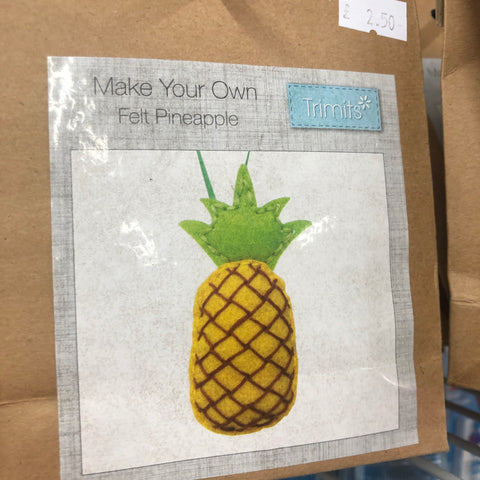 £ 2.50
Make Your Own
Felt Pineapple
Trimits